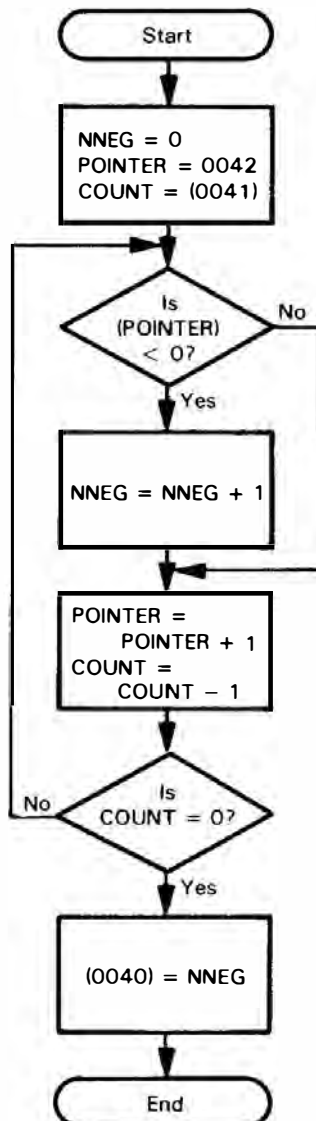 Start
NNEG = 0
POINTER = 0042
COUNT = (0041)
Is
(POINTER)
< 0?
No
Yes
NNEG = NNEG + 1
POINTER =
POINTER + 1
COUNT =
COUNT - 1
Is
COUNT = 0?
No
Yes
(0040) = NNEG
End